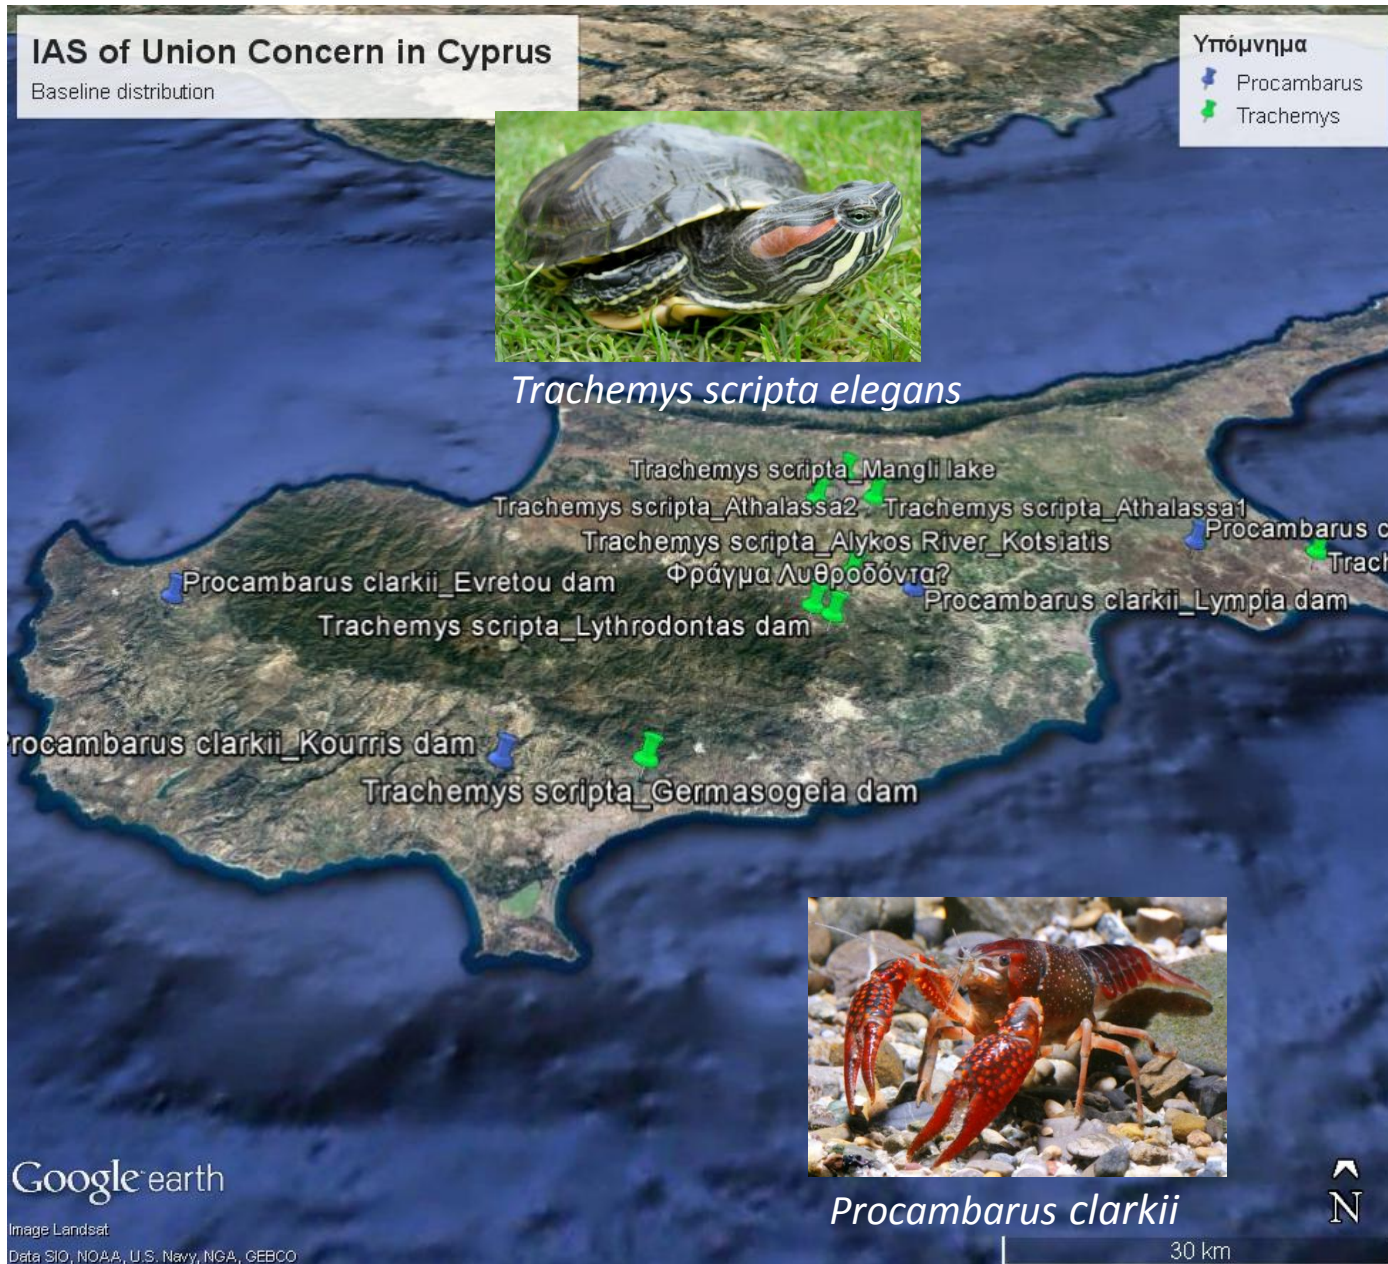 IAS of Union Concern in Cyprus
Baseline distribution
Υπόμνημα
Procambarus
Trachemys
Trachemys scripta elegans
Trachemys scripta_Mangli lake
Trachemys scripta_Athalassa2
Trachemys scripta_Athalassa1
Procambarus c
Trachemys scripta_Alykos River_Kotsiatis
Trach
Φράγμα Λυθροδόντα?
Procambarus clarkii_Evretou dam
Procambarus clarkii_Lympia dam
Trachemys scripta_Lythrodontas dam
rocambarus clarkii_Kourris dam
Trachemys scripta_Germasogeia dam
Procambarus clarkii
Google earth
N
Image Landsat
Data SIO, NOAA, U.S. Navy, NGA, GEBCO
30 km